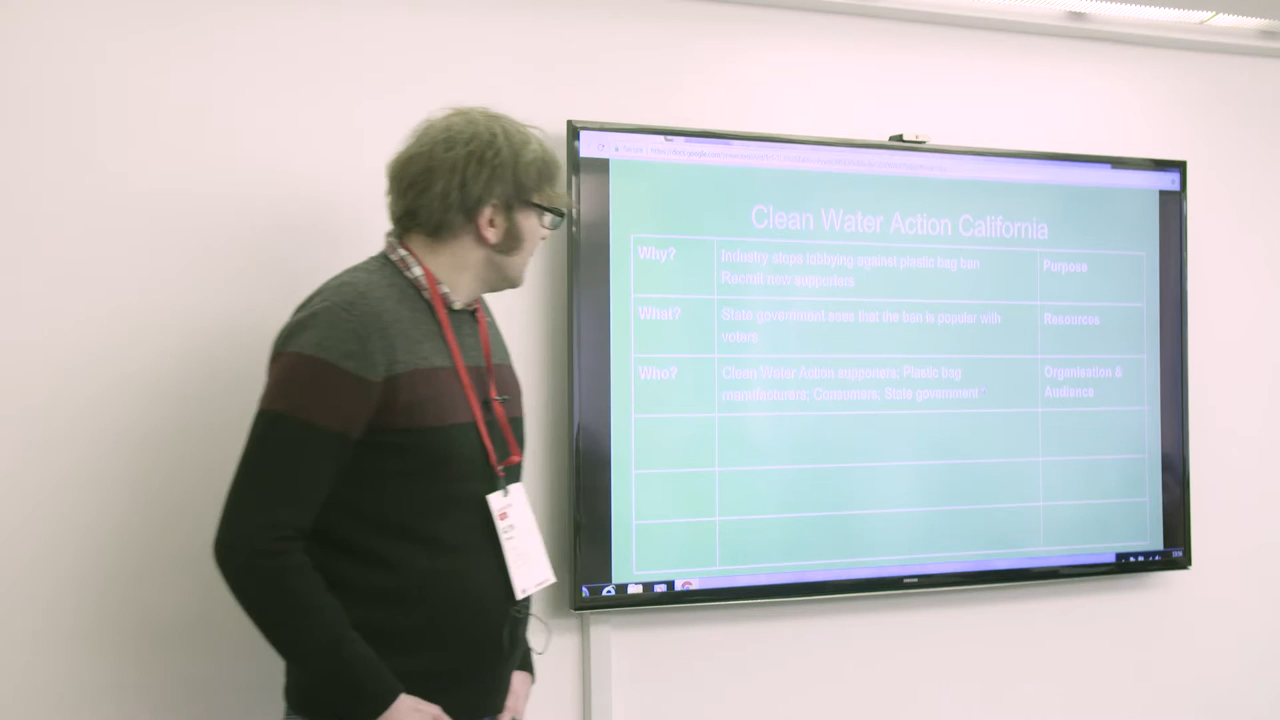 Clean Water Action California
Why?
Industry stops lobbying against plastic bag ban
Recruit new supporters
Purpose
What?
State government sees that the ban is popular with
voters
Resources
Who?
Clean Water Action supporters; Plastic bag
manufacturers; Consumers; State government
Organisation &
Audience